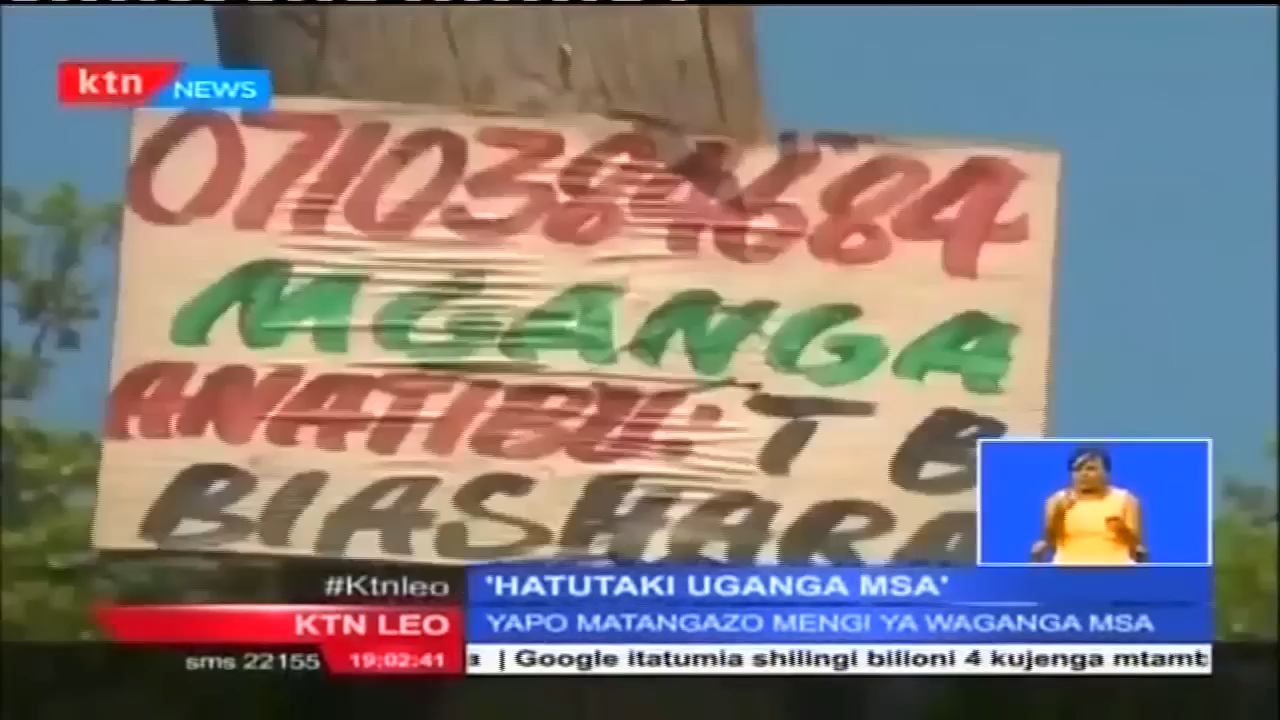 ktn NEWS
MGANGA
ANATIBU: T B
BIASHARA
#Ktnleo
'HATUTAKI UGANGA MSA'
KTN LEO
YAPO MATANGAZO MENGI YA WAGANGA MSA
sms 22155
19:02:41
| Google itatumia shilingi bilioni 4 kujenga